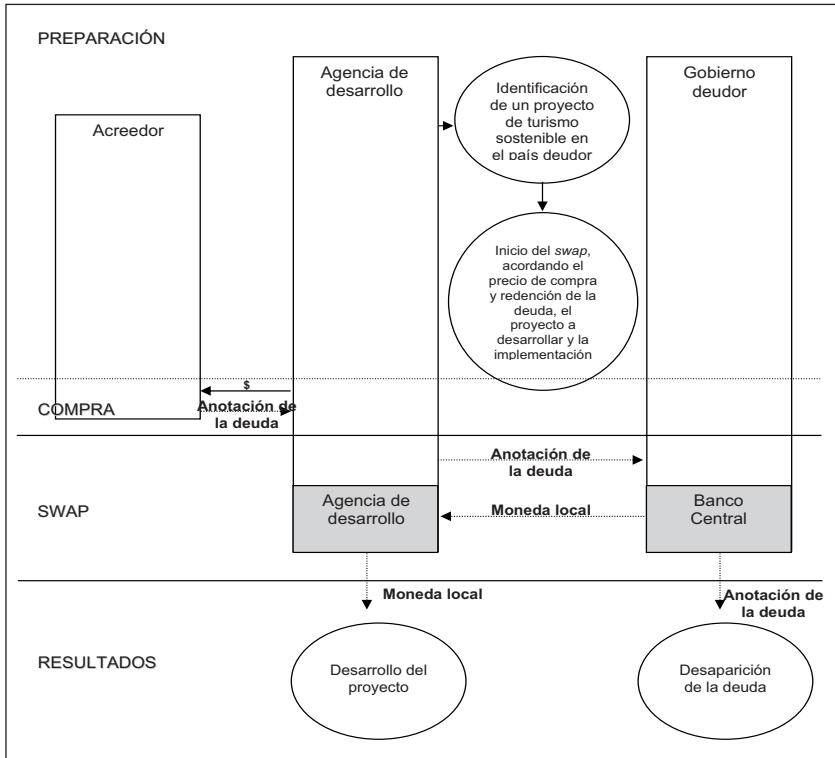 PREPARACIÓN
Acreedor
Agencia de
desarrollo
Identificación
de un proyecto
de turismo
sostenible en
el país deudor
Gobierno
deudor
Inicio del swap,
acordando el
precio de compra
y redención de la
deuda, el
proyecto a
desarrollar y la
implementación
COMPRA
$
Anotación de
la deuda
SWAP
Anotación de
la deuda
Agencia de
desarrollo
Moneda local
Banco
Central
RESULTADOS
Moneda local
Anotación de
la deuda
Desarrollo del
proyecto
Desaparición
de la deuda